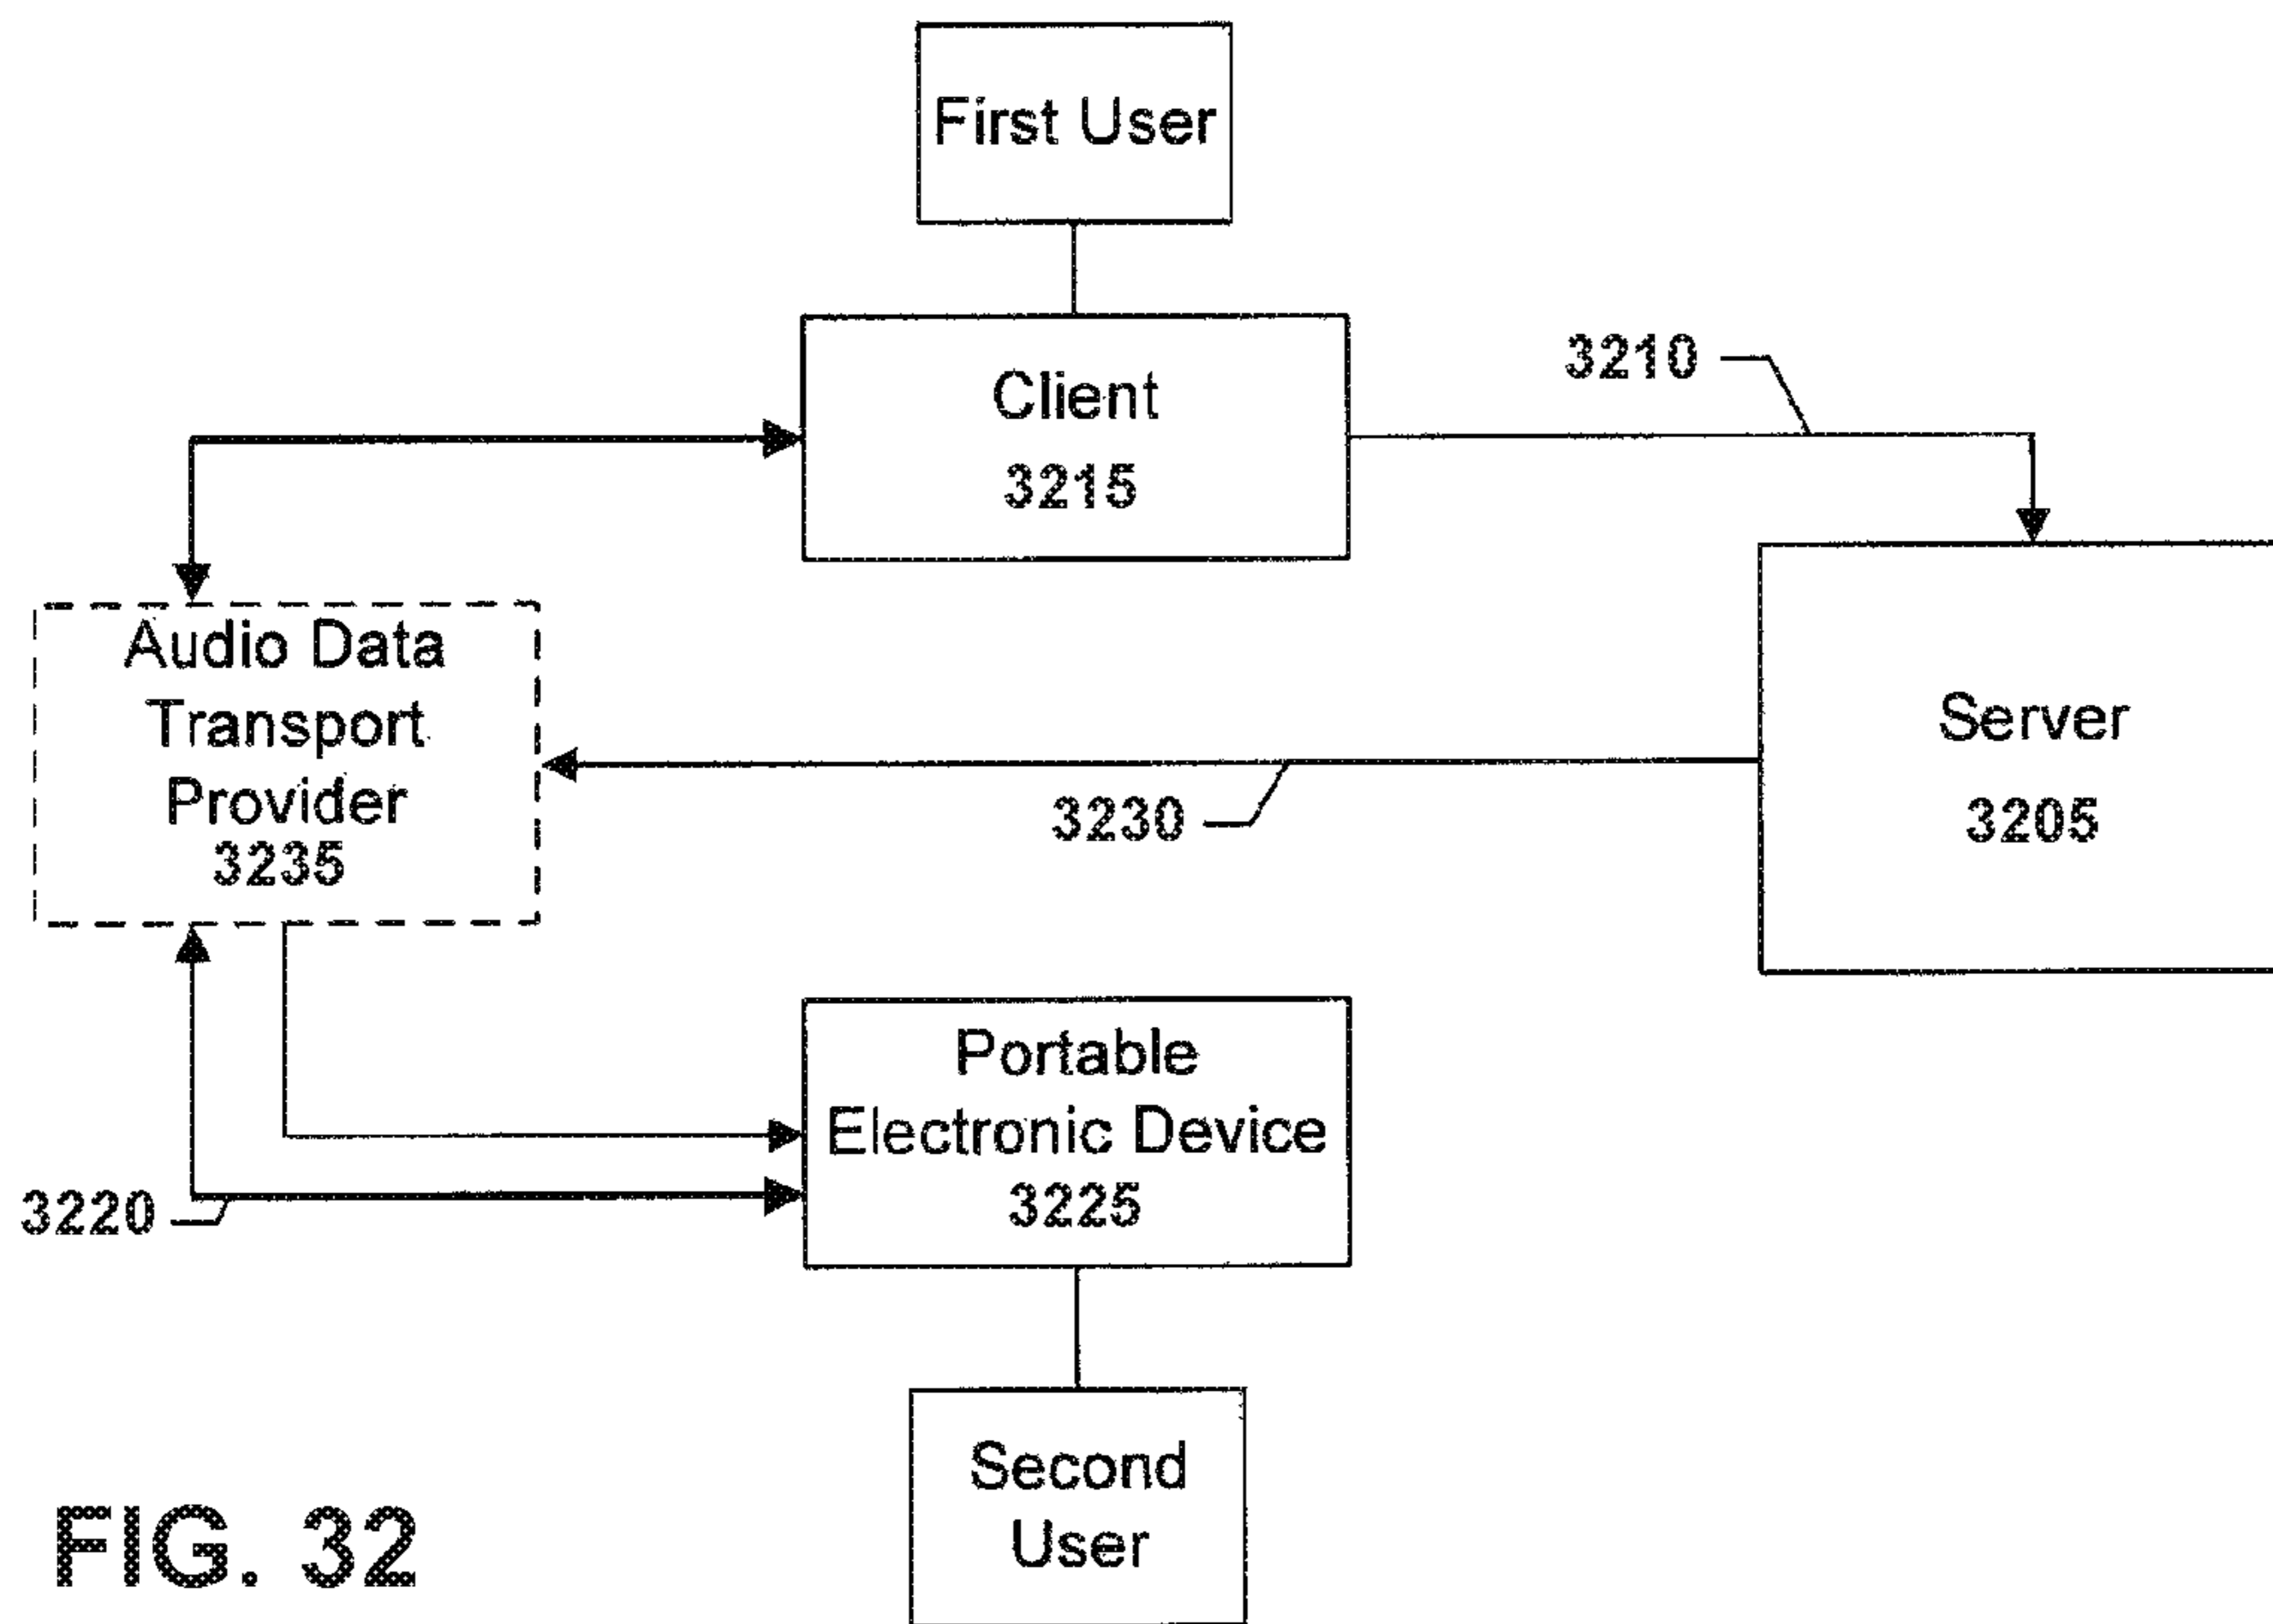 First User
Client
3215
3210
Audio Data
Transport
Provider
3235
3230
Server
3205
Portable
Electronic Device
3225
3220
Second
User
FIG. 32